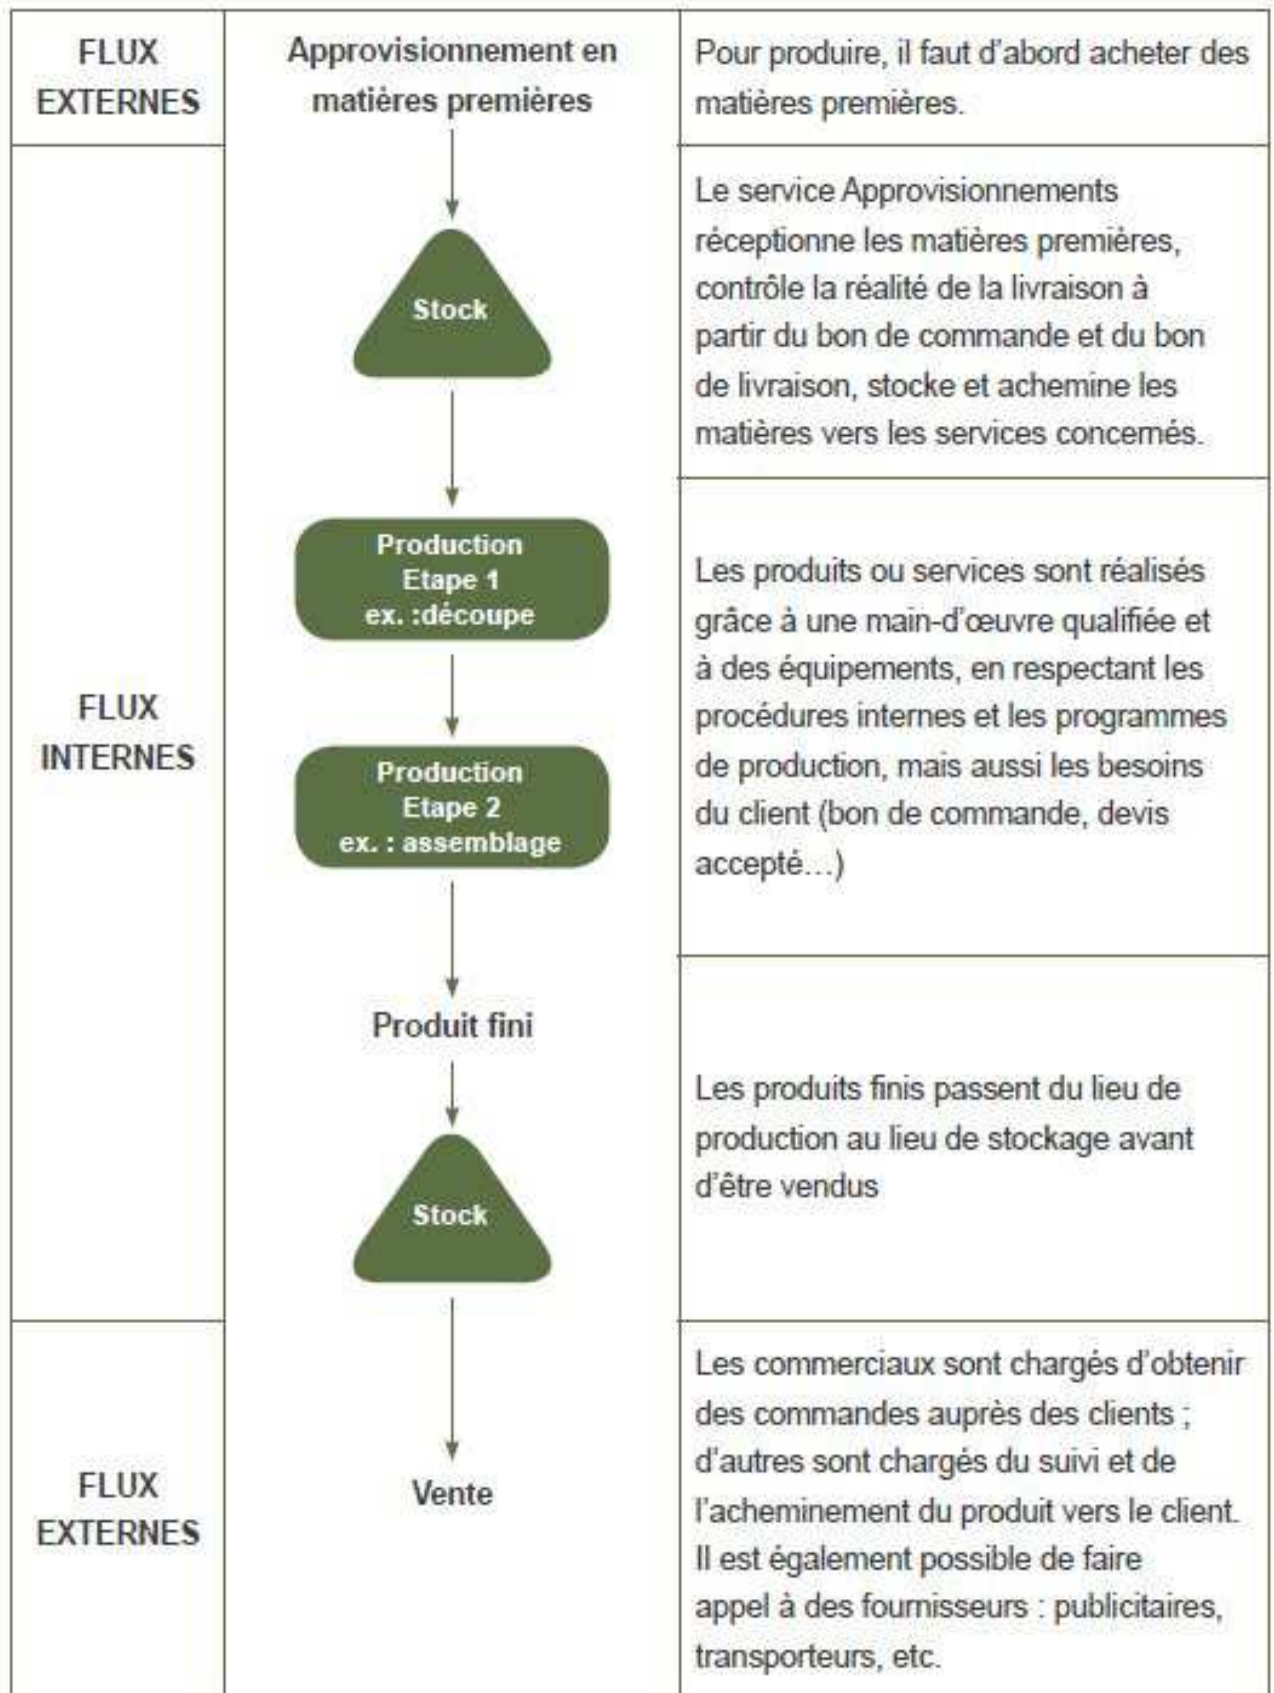 FLUX
EXTERNES
Approvisionnement en
matières premières
Pour produire, il faut d'abord acheter des
matières premières.
Stock
Le service Approvisionnements
réceptionne les matières premières,
contrôle la réalité de la livraison à
partir du bon de commande et du bon
de livraison, stocke et achemine les
matières vers les services concernés.
FLUX
INTERNES
Production
Etape 1
ex. :découpe
Production
Etape 2
ex. : assemblage
Les produits ou services sont réalisés
grâce à une main-d'œuvre qualifiée et
à des équipements, en respectant les
procédures internes et les programmes
de production, mais aussi les besoins
du client (bon de commande, devis
accepté…)
Produit fini
Stock
Les produits finis passent du lieu de
production au lieu de stockage avant
d'être vendus
FLUX
EXTERNES
Vente
Les commerciaux sont chargés d'obtenir
des commandes auprès des clients ;
d'autres sont chargés du suivi et de
l'acheminement du produit vers le client.
Il est également possible de faire
appel à des fournisseurs : publicitaires,
transporteurs, etc.